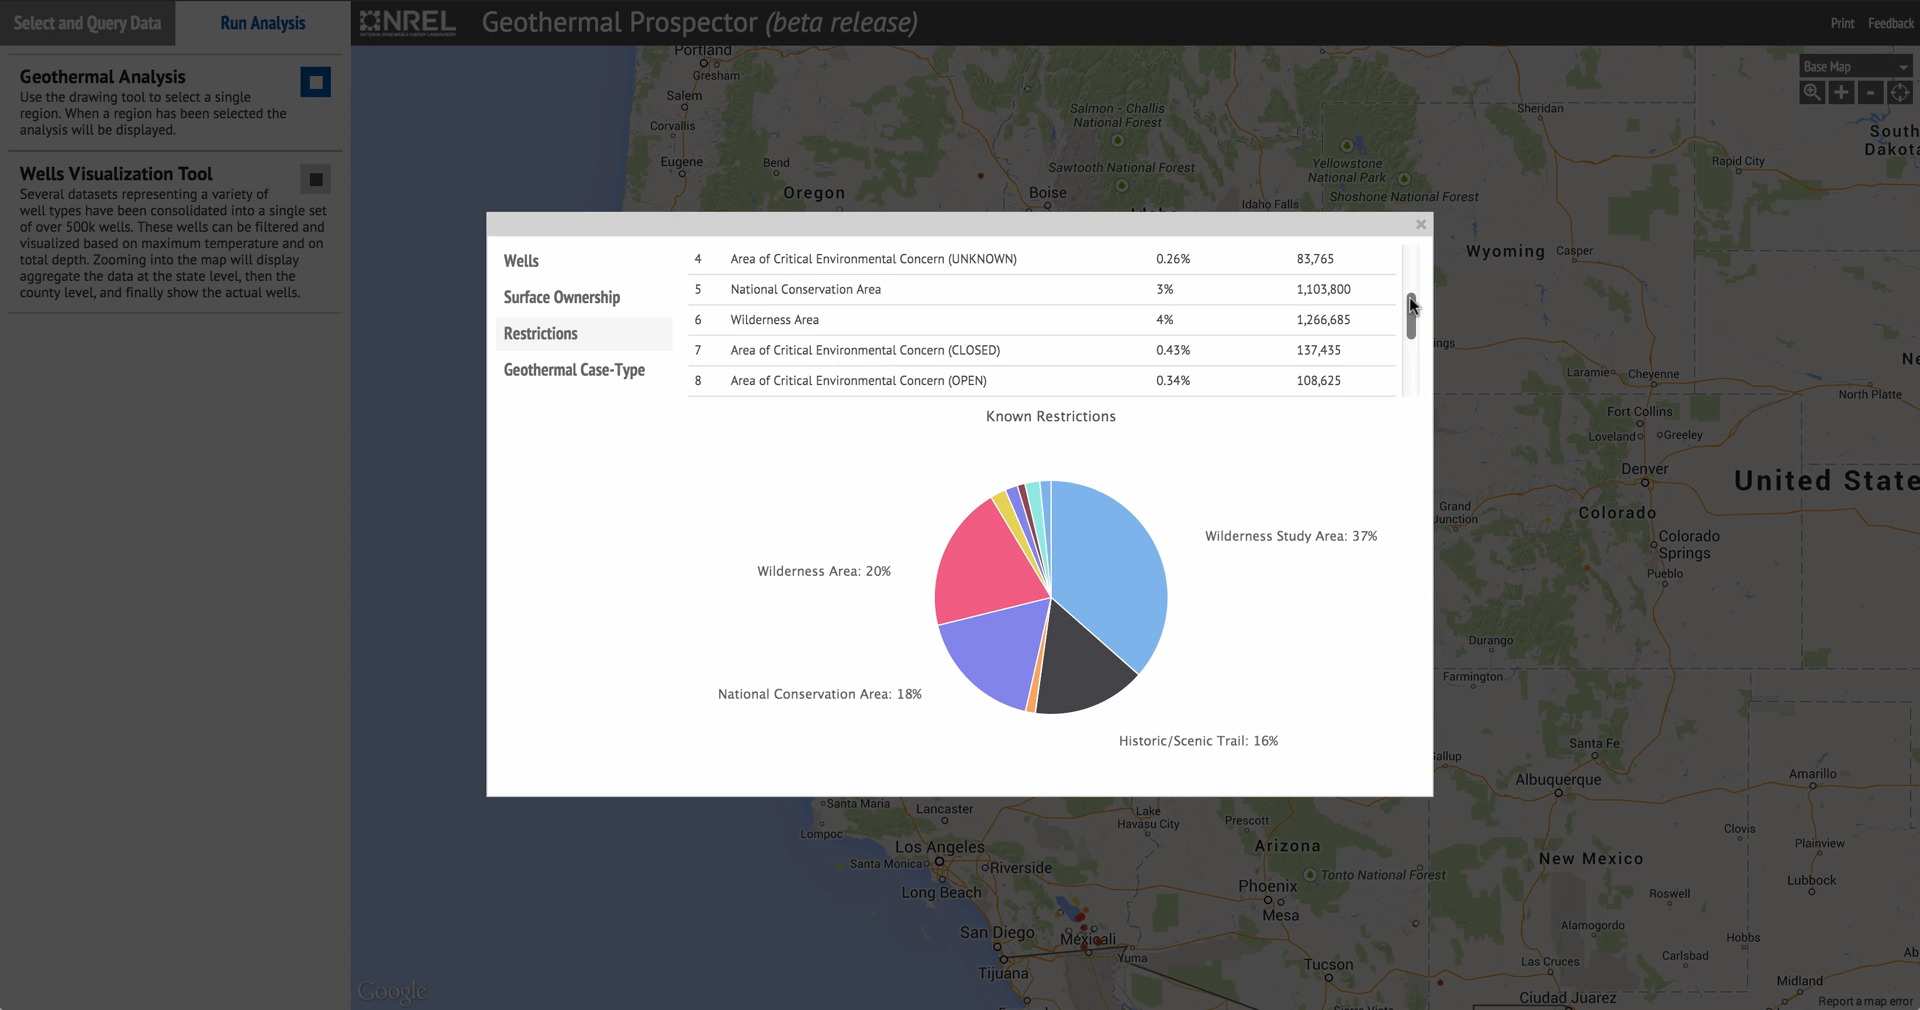 Select and Query Data
Run Analysis
NREL
Geothermal Prospector (beta release)
Print
Feedback
Geothermal Analysis
Use the drawing tool to select a single
region. When a region has been selected the
analysis will be displayed.
Wells Visualization Tool
Several datasets representing a variety of
well types have been consolidated into a single set
of over 500k wells. These wells can be filtered and
visualized based on maximum temperature and on
total depth. Zooming into the map will display
aggregate the data at the state level, then the
county level, and finally show the actual wells.
Base Map
Portland
Gresham
Salem
Corvallis
Eugene
Bend
Oregon
Salmon - Challis
National Forest
Sawtooth National Forest
Boise
Idaho Falls
Yellowstone
National Park
Shoshone National Forest
Sheridan
South
Dakota
Rapid City
Wyoming
Casper
Wells
Surface Ownership
Restrictions
Geothermal Case-Type
4 Area of Critical Environmental Concern (UNKNOWN) 0.26% 83,765
5 National Conservation Area 3% 1,103,800
6 Wilderness Area 4% 1,266,685
7 Area of Critical Environmental Concern (CLOSED) 0.43% 137,435
8 Area of Critical Environmental Concern (OPEN) 0.34% 108,625
Known Restrictions
Wilderness Study Area: 37%
Wilderness Area: 20%
National Conservation Area: 18%
Historic/Scenic Trail: 16%
ings
Ne
Laramie
Cheyenne
North Platte
Fort Collins
Loveland
Greeley
Denver
United State
Grand
Junction
Colorado
Colorado
Springs
Pueblo
Durango
Farmington
allup
Santa Fe
Albuquerque
Amarillo
Santa Maria
Lancaster
Lompoc
Lake
Havasu City
Prescott
Clovis
Los Angeles
Santa Monica
Riverside
Long Beach
Arizona
New Mexico
Plainview
Tonto National Forest
Phoenix
Mesa
Lubbock
Roswell
San Diego
Mexicali
Alamogordo
Hobbs
Yuma
Tijuana
Tucson
Las Cruces
Carlsbad
Ab
Midland
Ciudad Juarez
Google
Report a map error